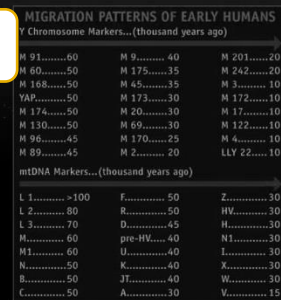 MIGRATION PATTERNS OF EARLY HUMANS
Y Chromosome Markers...(thousand years ago)
M 91......60 M 9......... 40 M 201......20
M 60.......50 M 175......35 M 242......20
M 168.....50 M 45........35 M 3......... 10
YAP........50 M 173......30 M 172......10
M 174.....50 M 20........30 M 17........10
M 130.....50 M 69........30 M 122......10
M 96.......45 M 170......25 M 4......... 10
M 89.......45 M 2......... 20 LLY 22..... 10
mtDNA Markers...(thousand years ago)
L 1.......... >100 F............. 50 Z............. 30
L 2.......... 80 R............. 50 HV........... 30
L 3.......... 70 D............. 45 H............. 30
M............. 60 pre-HV..... 40 N1............ 30
M1............ 60 U............. 40 I............. 30
N............. 50 K............. 40 X............. 30
B............. 50 JT............ 40 W............. 30
C............. 50 A............. 30 V............. 15